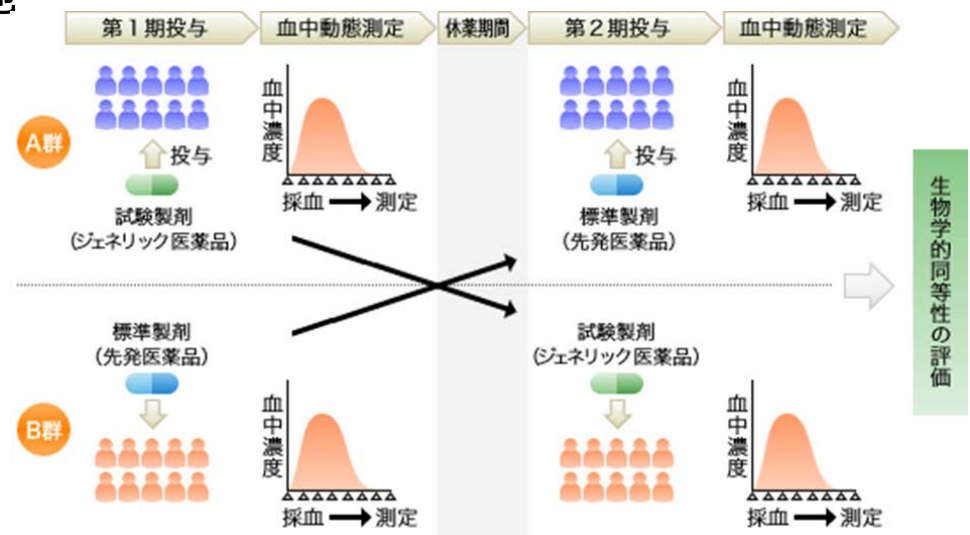 第1期投与
血中動態測定
休薬期間
第2期投与
血中動態測定
A群
投与
試験製剤
(ジェネリック医薬品)
血中濃度
採血 測定
投与
標準製剤
(先発医薬品)
血中濃度
採血 測定
B群
標準製剤
(先発医薬品)
血中濃度
採血 測定
試験製剤
(ジェネリック医薬品)
血中濃度
採血 測定
生物学的同等性の評価